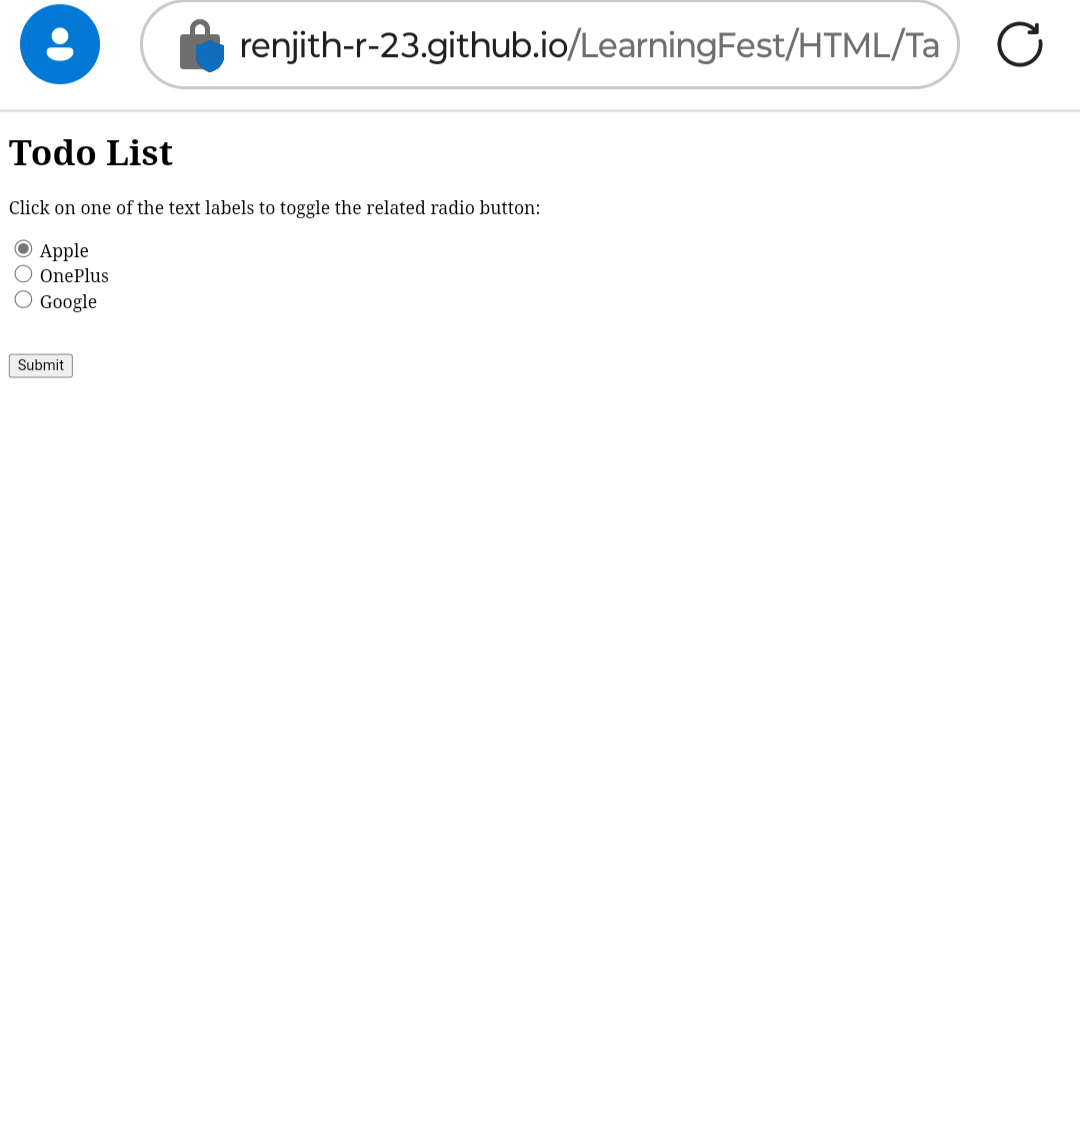 renjith-r-23.github.io/LearningFest/HTML/Ta
Todo List
Click on one of the text labels to toggle the related radio button:
Apple
OnePlus
Google
Submit